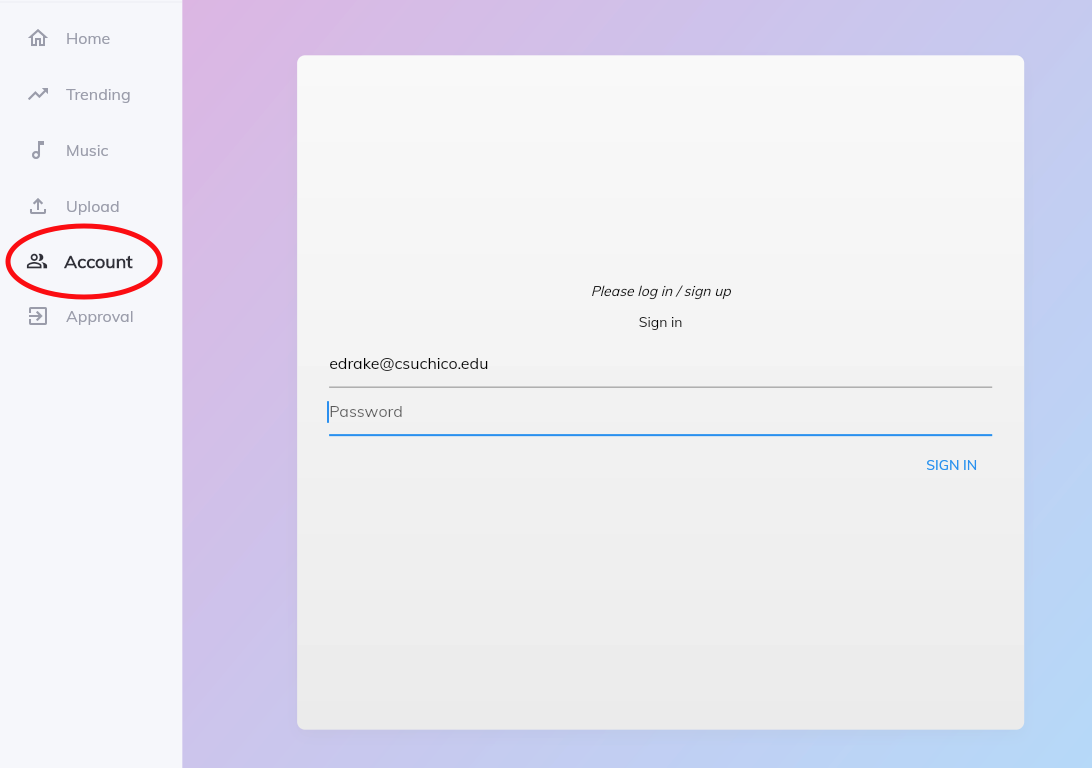 Home
Trending
Music
Upload
Account
Approval
Please log in / sign up
Sign in
edrake@csuchico.edu
Password
SIGN IN